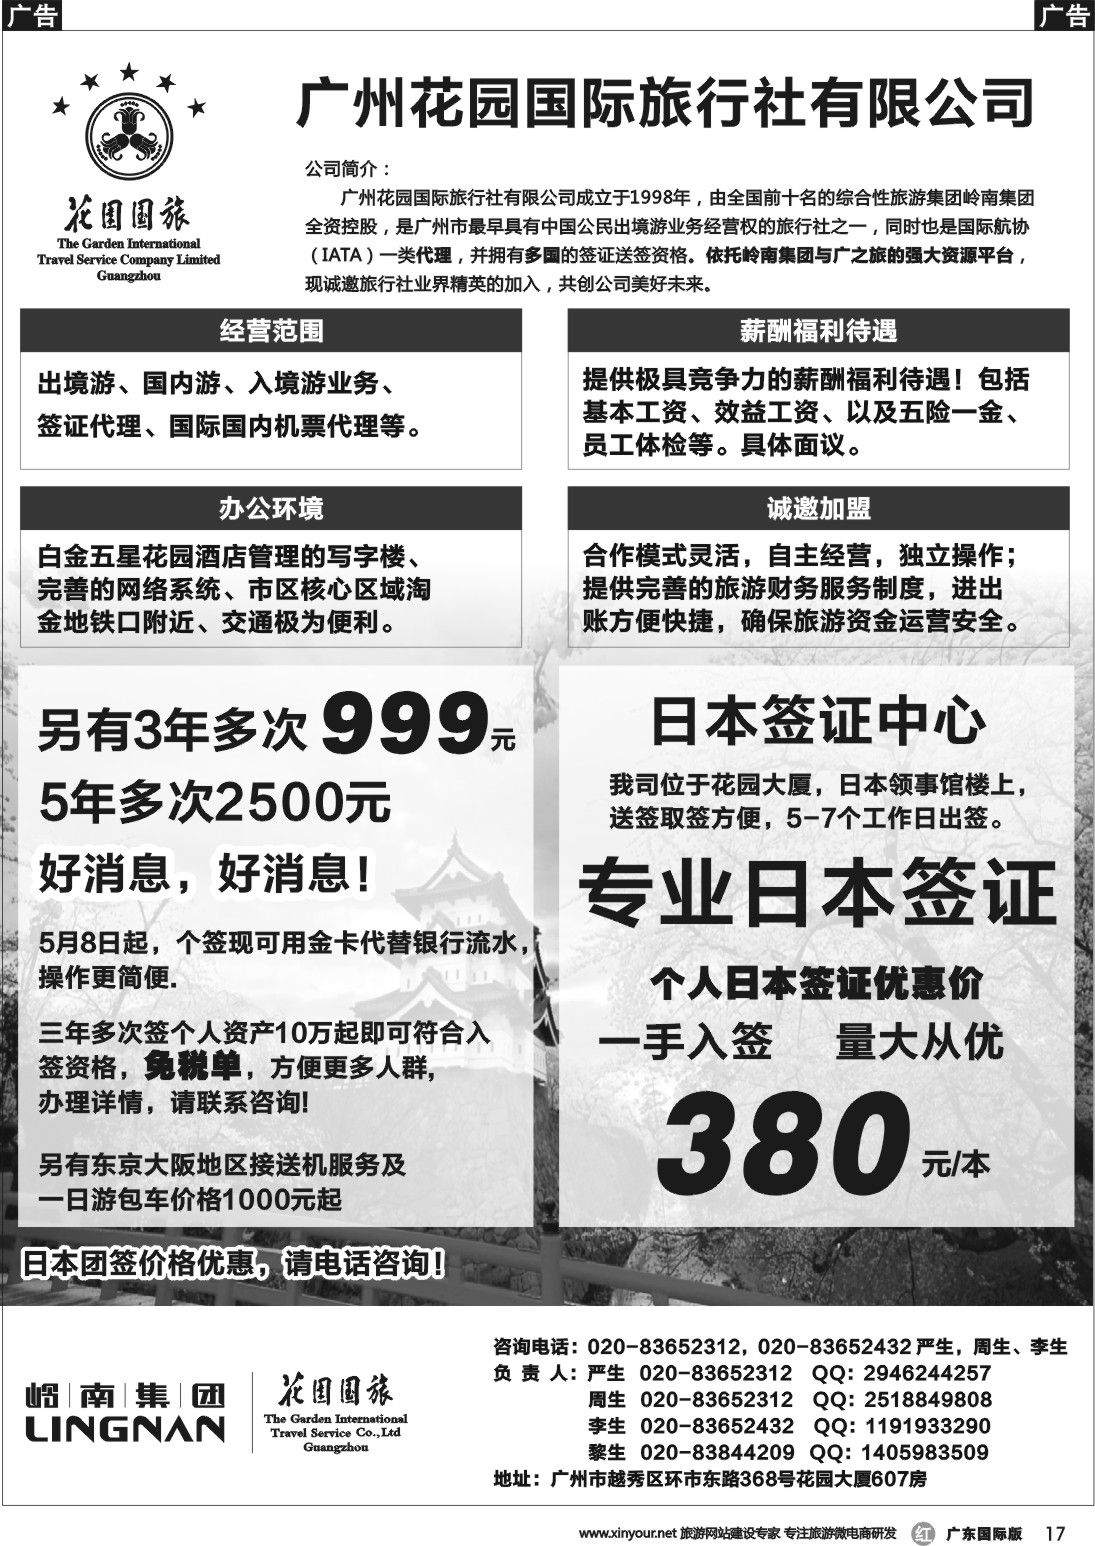 广告
广告
花园国旅
The Garden International
Travel Service Company Limited
Guangzhou
广州花园国际旅行社有限公司
公司简介：
广州花园国际旅行社有限公司成立于1998年，由全国前十名的综合性旅游集团岭南集团
全资控股，是广州市最早具有中国公民出境游业务经营权的旅行社之一，同时也是国际航协
（IATA）一类代理，并拥有多国的签证送签资格。依托岭南集团与广之旅的强大资源平台，
现诚邀旅行社业界精英的加入，共创公司美好未来。
经营范围
出境游、国内游、入境游业务、
签证代理、国际国内机票代理等。
薪酬福利待遇
提供极具竞争力的薪酬福利待遇！包括
基本工资、效益工资、以及五险一金、
员工体检等。具体面议。
办公环境
白金五星花园酒店管理的写字楼、
完善的网络系统、市区核心区域淘
金地铁口附近、交通极为便利。
诚邀加盟
合作模式灵活，自主经营，独立操作；
提供完善的旅游财务服务制度，进出
账方便快捷，确保旅游资金运营安全。
另有3年多次999元
5年多次2500元
好消息，好消息！
5月8日起，个签现可用金卡代替银行流水，
操作更简便.
三年多次签个人资产10万起即可符合入
签资格，免税单，方便更多人群，
办理详情，请联系咨询!
另有东京大阪地区接送机服务及
一日游包车价格1000元起
日本团签价格优惠，请电话咨询！
日本签证中心
我司位于花园大厦，日本领事馆楼上，
送签取签方便，5-7个工作日出签。
专业日本签证
个人日本签证优惠价
一手入签 量大从优
380元/本
岭南集团
LINGNAN
花园国旅
The Garden International
Travel Service Co.,Ltd
Guangzhou
咨询电话：020-83652312，020-83652432 严生，周生、李生
负 责 人：严生 020-83652312 QQ：2946244257
周生 020-83652312 QQ：2518849808
李生 020-83652432 QQ：1191933290
黎生 020-83844209 QQ：1405983509
地址：广州市越秀区环市东路368号花园大厦607房
www.xinyour.net 旅游网站建设专家 专注旅游微电商研发 红 广东国际版 17